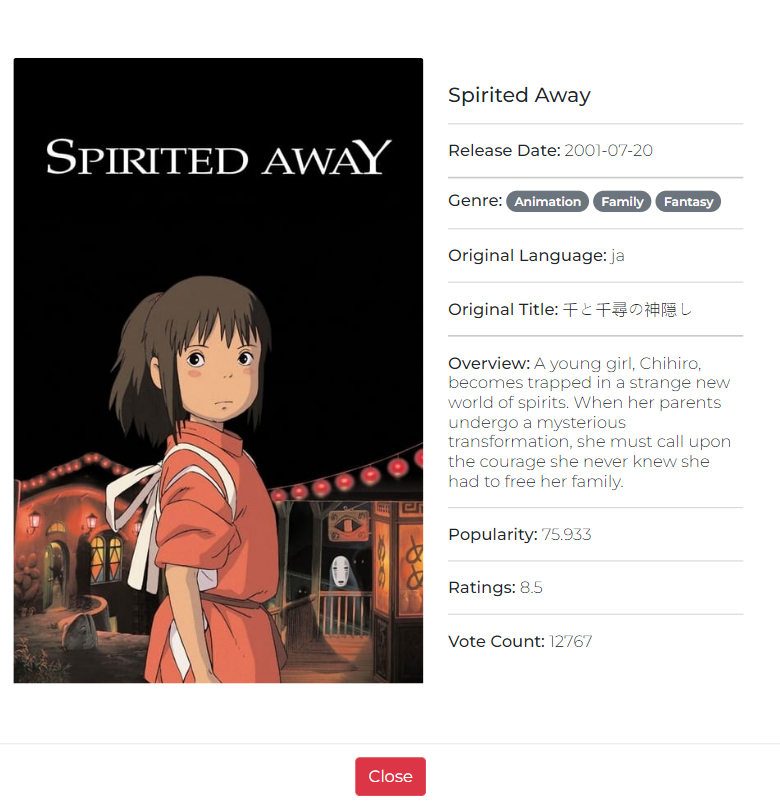 SPIRITED AWAY
Spirited Away
Release Date: 2001-07-20
Genre: Animation Family Fantasy
Original Language: ja
Original Title: 千と千尋の神隠し
Overview: A young girl, Chihiro,
becomes trapped in a strange new
world of spirits. When her parents
undergo a mysterious
transformation, she must call upon
the courage she never knew she
had to free her family.
Popularity: 75.933
Ratings: 8.5
Vote Count: 12767
Close